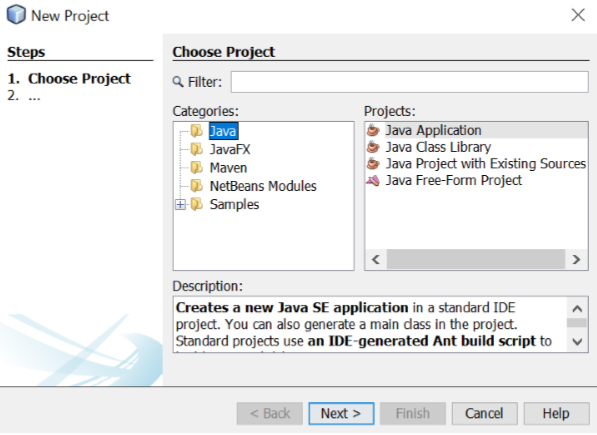 New Project
Steps
1. Choose Project
2. ...
Choose Project
Filter:
Categories:
Java
JavaFX
Maven
NetBeans Modules
Samples
Projects:
Java Application
Java Class Library
Java Project with Existing Sources
Java Free-Form Project
Description:
Creates a new Java SE application in a standard IDE
project. You can also generate a main class in the project.
Standard projects use an IDE-generated Ant build script to
< Back
Next >
Finish
Cancel
Help